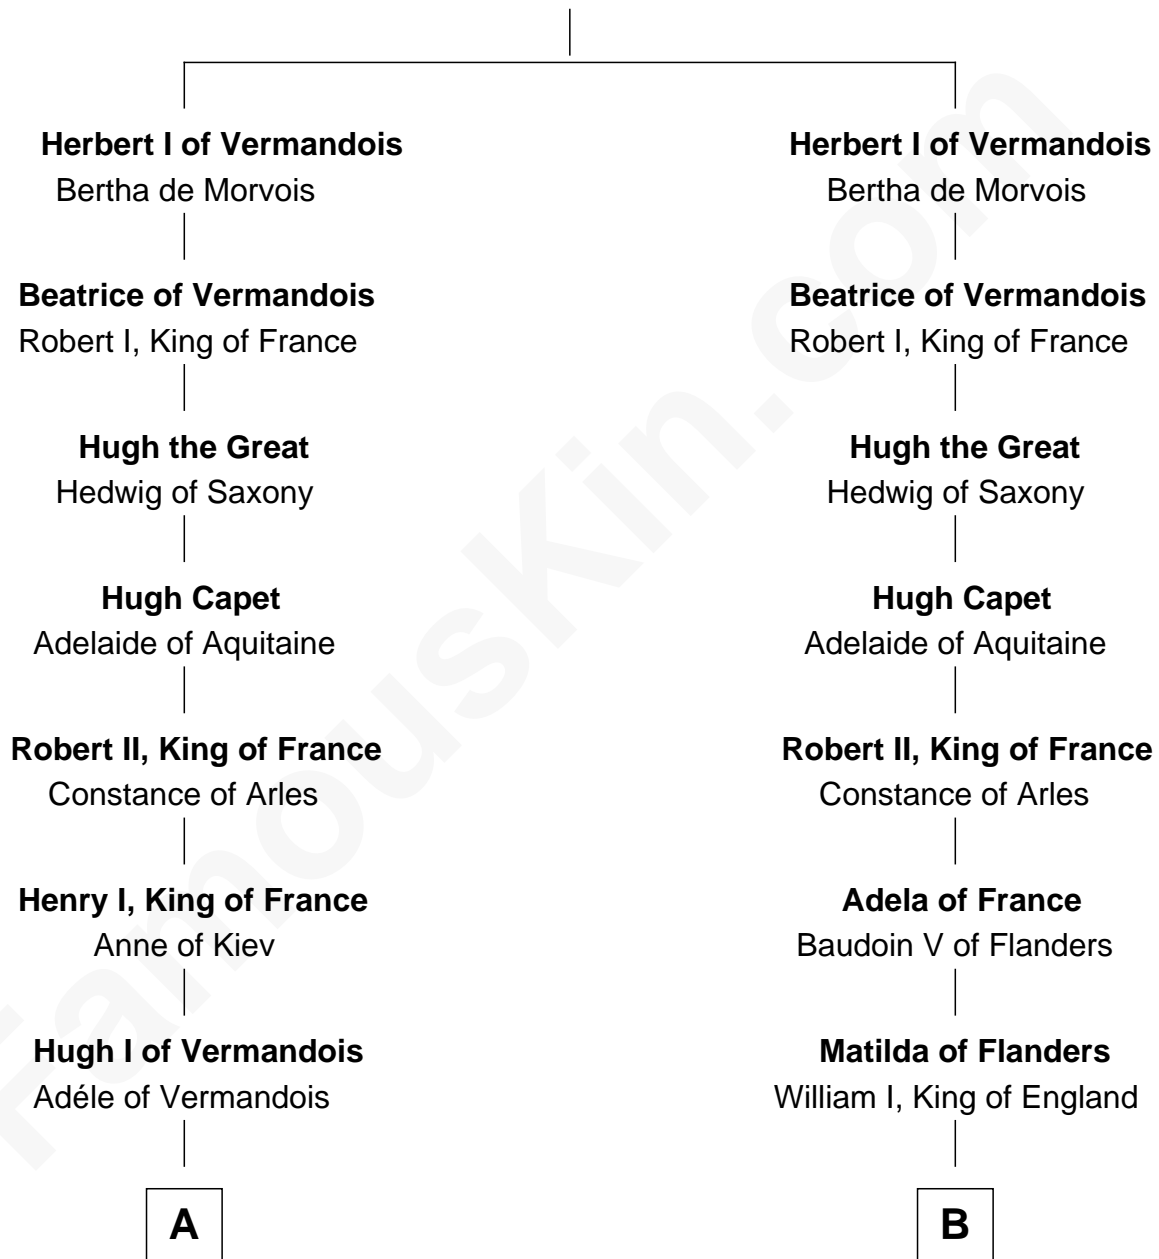 Herbert I of Vermandois
Bertha de Morvois
Beatrice of Vermandois
Robert I, King of France
Hugh the Great
Hedwig of Saxony
Hugh Capet
Adelaide of Aquitaine
Robert II, King of France
Constance of Arles
Henry I, King of France
Anne of Kiev
Hugh I of Vermandois
Adéle of Vermandois
A
Herbert I of Vermandois
Bertha de Morvois
Beatrice of Vermandois
Robert I, King of France
Hugh the Great
Hedwig of Saxony
Hugh Capet
Adelaide of Aquitaine
Robert II, King of France
Constance of Arles
Adela of France
Baudoin V of Flanders
Matilda of Flanders
William I, King of England
B
FamousKin.com